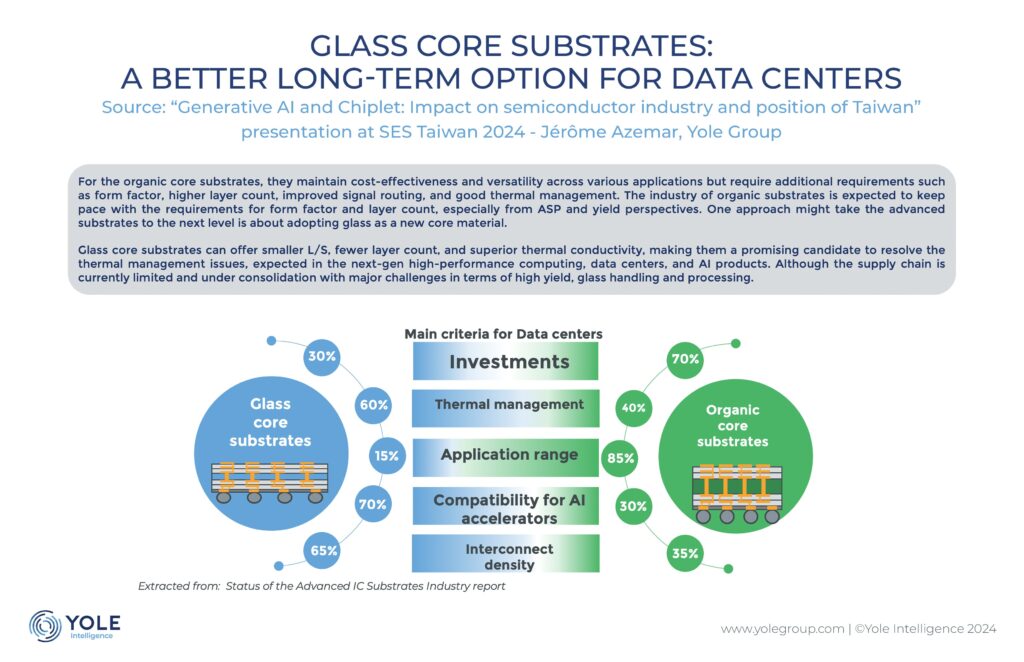 GLASS CORE SUBSTRATES:
A BETTER LONG-TERM OPTION FOR DATA CENTERS
Source: “Generative AI and Chiplet: Impact on semiconductor industry and position of Taiwan”
presentation at SES Taiwan 2024 - Jérôme Azemar, Yole Group
For the organic core substrates, they maintain cost-effectiveness and versatility across various applications but require additional requirements such
as form factor, higher layer count, improved signal routing, and good thermal management. The industry of organic substrates is expected to keep
pace with the requirements for form factor and layer count, especially from ASP and yield perspectives. One approach might take the advanced
substrates to the next level is about adopting glass as a new core material.
Glass core substrates can offer smaller L/S, fewer layer count, and superior thermal conductivity, making them a promising candidate to resolve the
thermal management issues, expected in the next-gen high-performance computing, data centers, and AI products. Although the supply chain is
currently limited and under consolidation with major challenges in terms of high yield, glass handling and processing.
Main criteria for Data centers
30%
Investments
70%
60%
Thermal management
40%
Glass
core
substrates
Organic
core
substrates
15%
Application range
85%
70%
Compatibility for AI
accelerators
30%
65%
Interconnect
density
35%
Extracted from: Status of the Advanced IC Substrates Industry report
YOLE
Intelligence
www.yolegroup.com | ©Yole Intelligence 2024